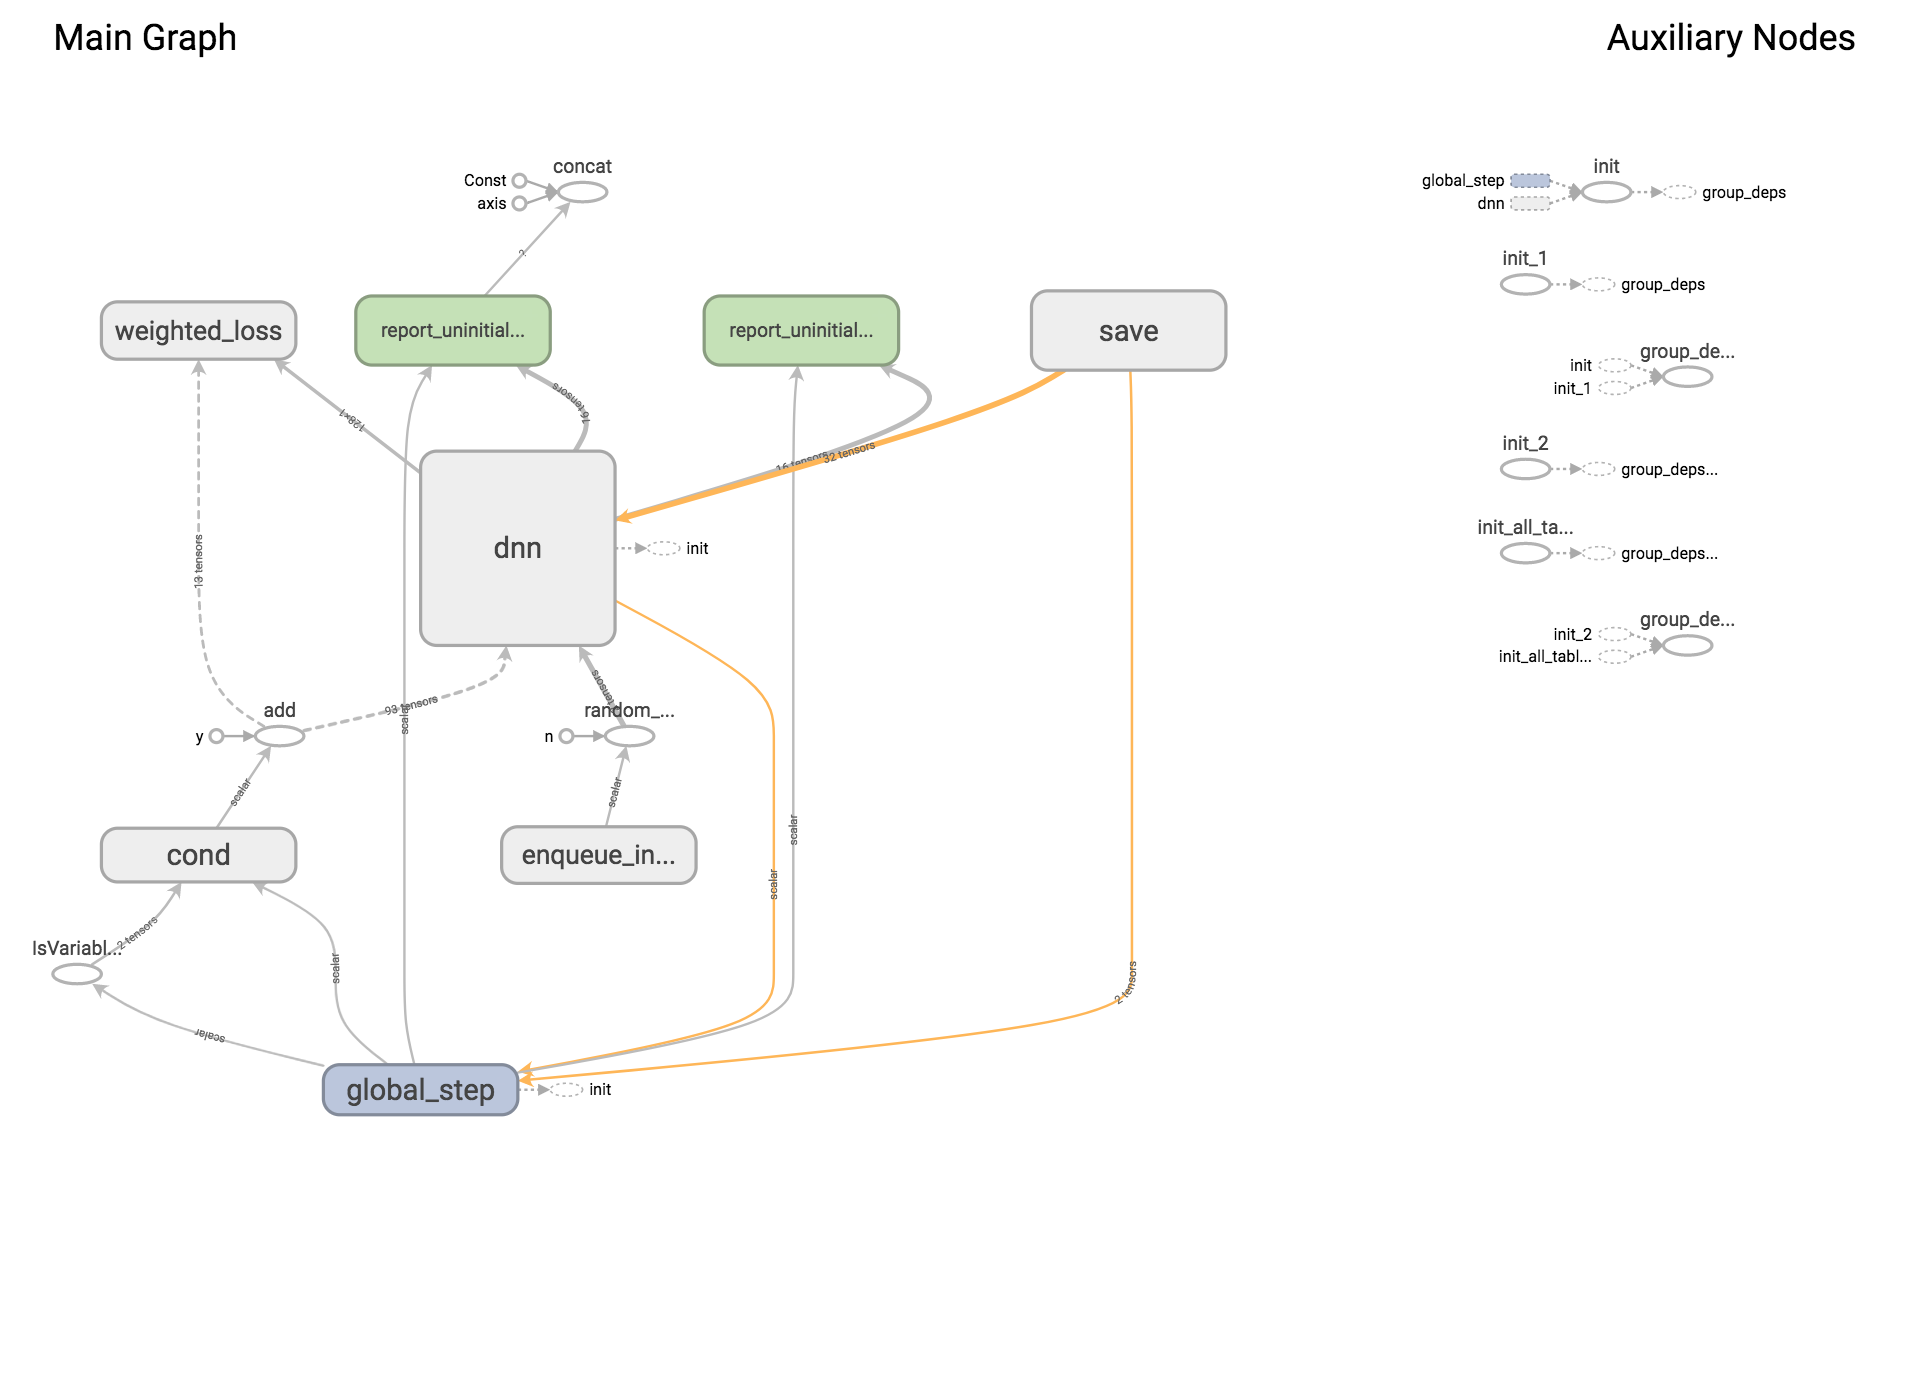 Main Graph
Auxiliary Nodes
concat
Const
axis
?
weighted_loss
report_uninitial...
report_uninitial...
save
128×1
16 tensors
16 tensors
32 tensors
dnn
init
13 tensors
93 tensors
add
y
random_...
n
tensors
scalar
scalar
scalar
scalar
scalar
cond
enqueue_in...
IsVariabl...
2 tensors
scalar
scalar
2 tensors
global_step
init
init
global_step
dnn
group_deps
init_1
group_deps
group_de...
init
init_1
init_2
group_deps...
init_all_ta...
group_deps...
group_de...
init_2
init_all_tabl...